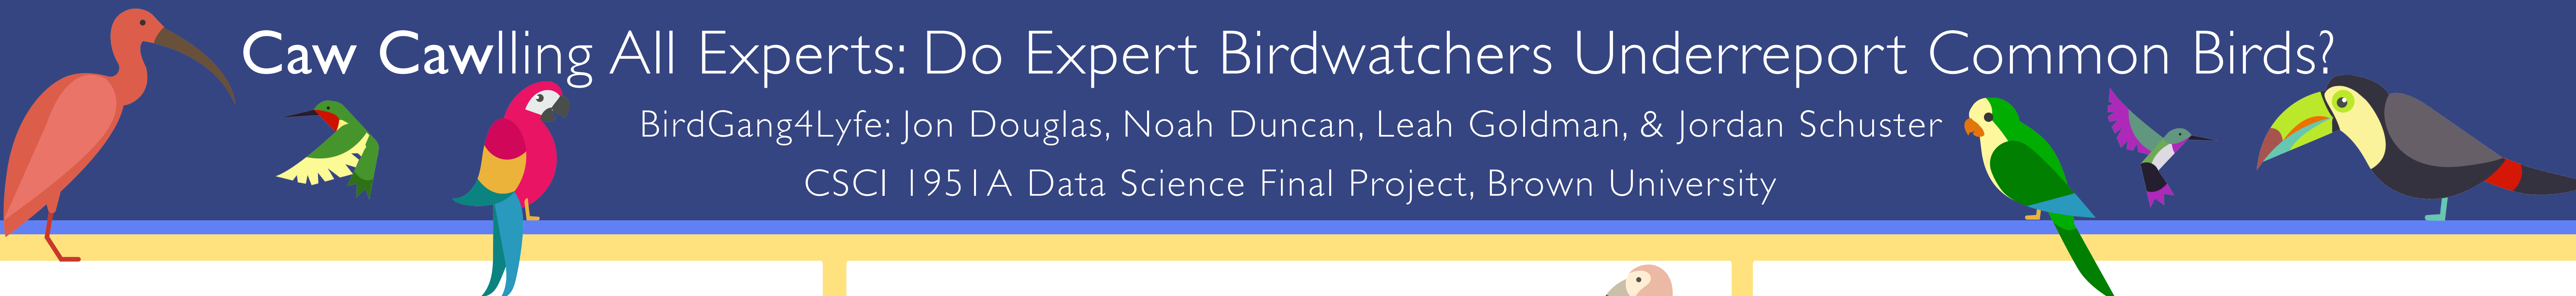 Caw Cawlling All Experts: Do Expert Birdwatchers Underreport Common Birds?
BirdGang4Lyfe: Jon Douglas, Noah Duncan, Leah Goldman, & Jordan Schuster
CSCI 1951A Data Science Final Project, Brown University